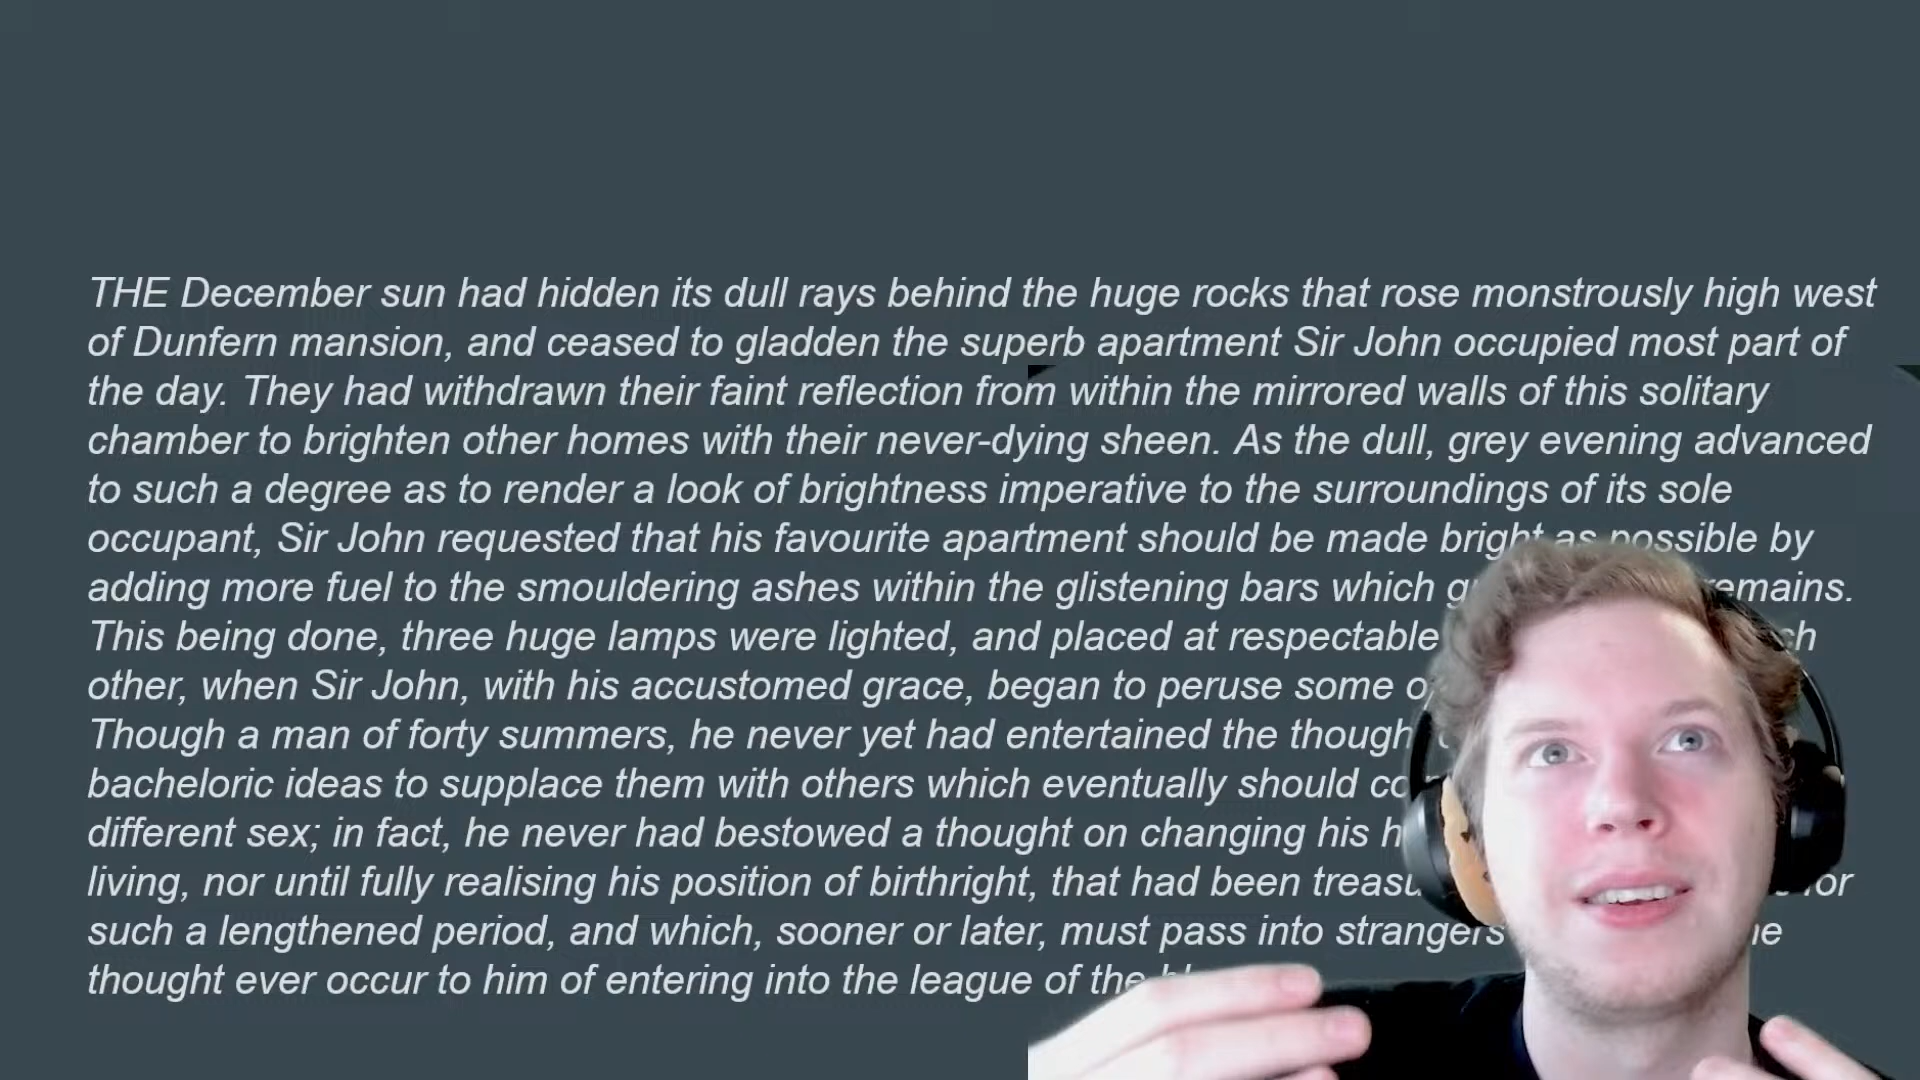 THE December sun had hidden its dull rays behind the huge rocks that rose monstrously high west
of Dunfern mansion, and ceased to gladden the superb apartment Sir John occupied most part of
the day. They had withdrawn their faint reflection from within the mirrored walls of this solitary
chamber to brighten other homes with their never-dying sheen. As the dull, grey evening advanced
to such a degree as to render a look of brightness imperative to the surroundings of its sole
occupant, Sir John requested that his favourite apartment should be made bright as possible by
adding more fuel to the smouldering ashes within the glistening bars which remains.
This being done, three huge lamps were lighted, and placed at respectable
other, when Sir John, with his accustomed grace, began to peruse some
Though a man of forty summers, he never yet had entertained the thought
bacheloric ideas to supplace them with others which eventually should
different sex; in fact, he never had bestowed a thought on changing his
living, nor until fully realising his position of birthright, that had been for
such a lengthened period, and which, sooner or later, must pass into strangers
thought ever occur to him of entering into the league of the